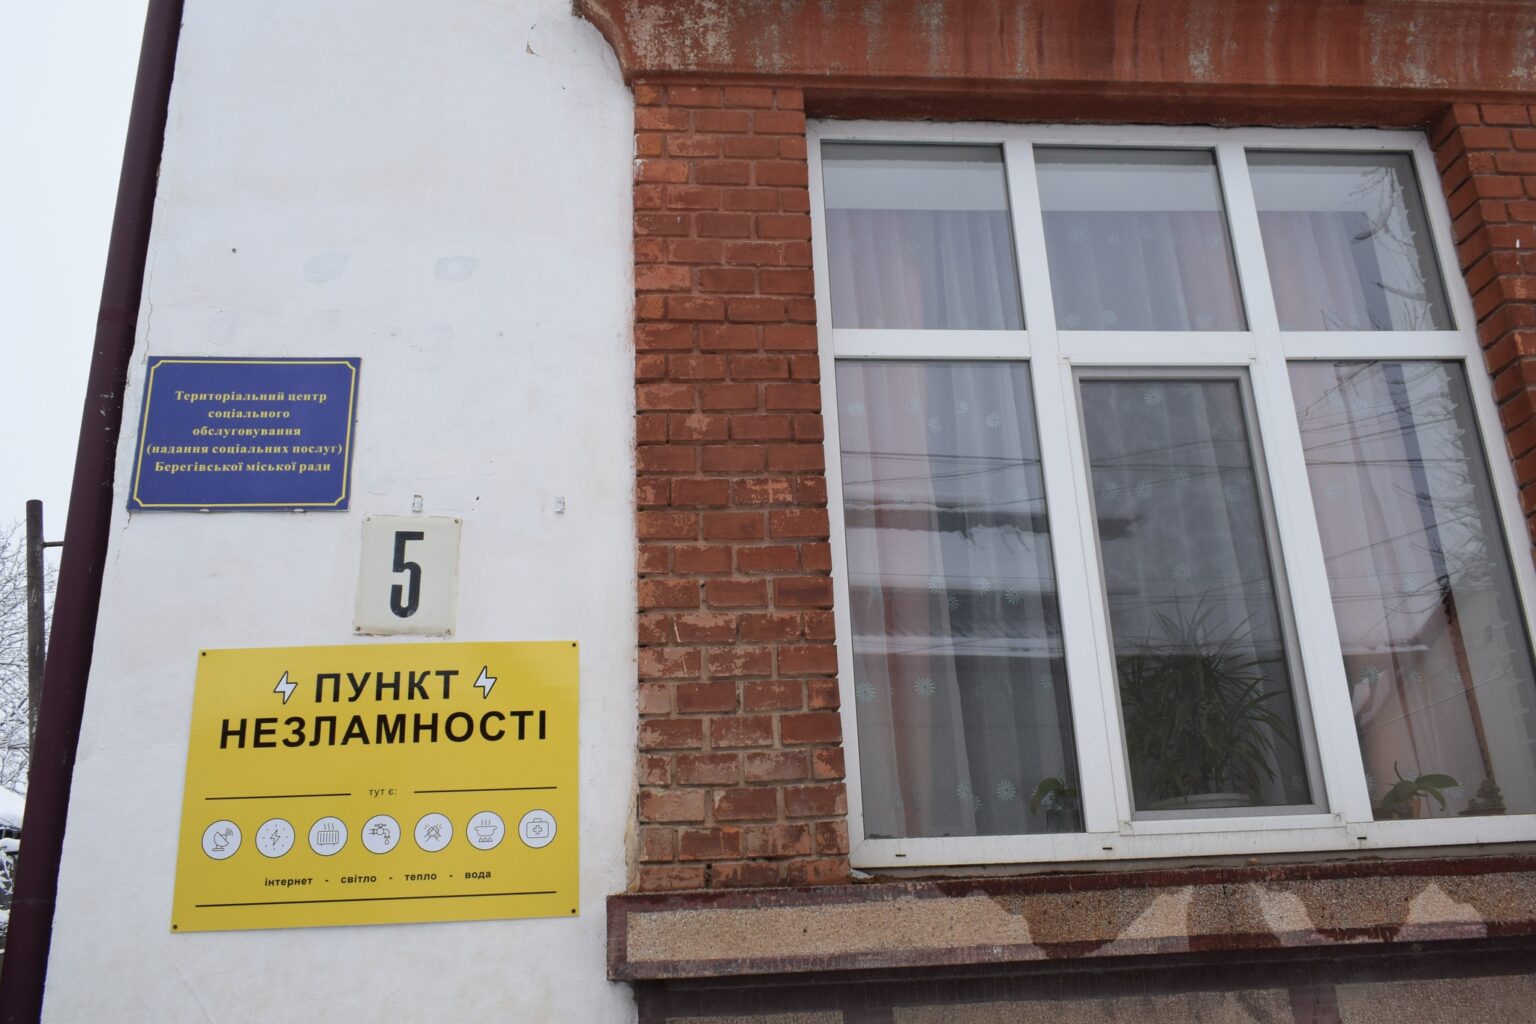 Територіальний центр
соціального
обслуговування
(надання соціальних послуг)
Берегівської міської ради
5
ПУНКТ
НЕЗЛАМНОСТІ
тут є:
інтернет - світло - тепло - вода